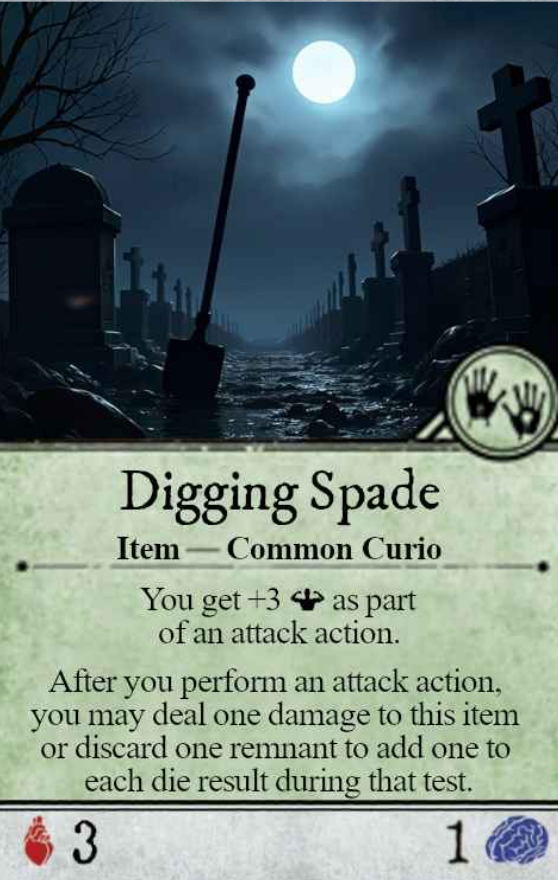 Digging Spade
Item — Common Curio
You get +3 as part
of an attack action.
After you perform an attack action,
you may deal one damage to this item
or discard one remnant to add one to
each die result during that test.
3
1